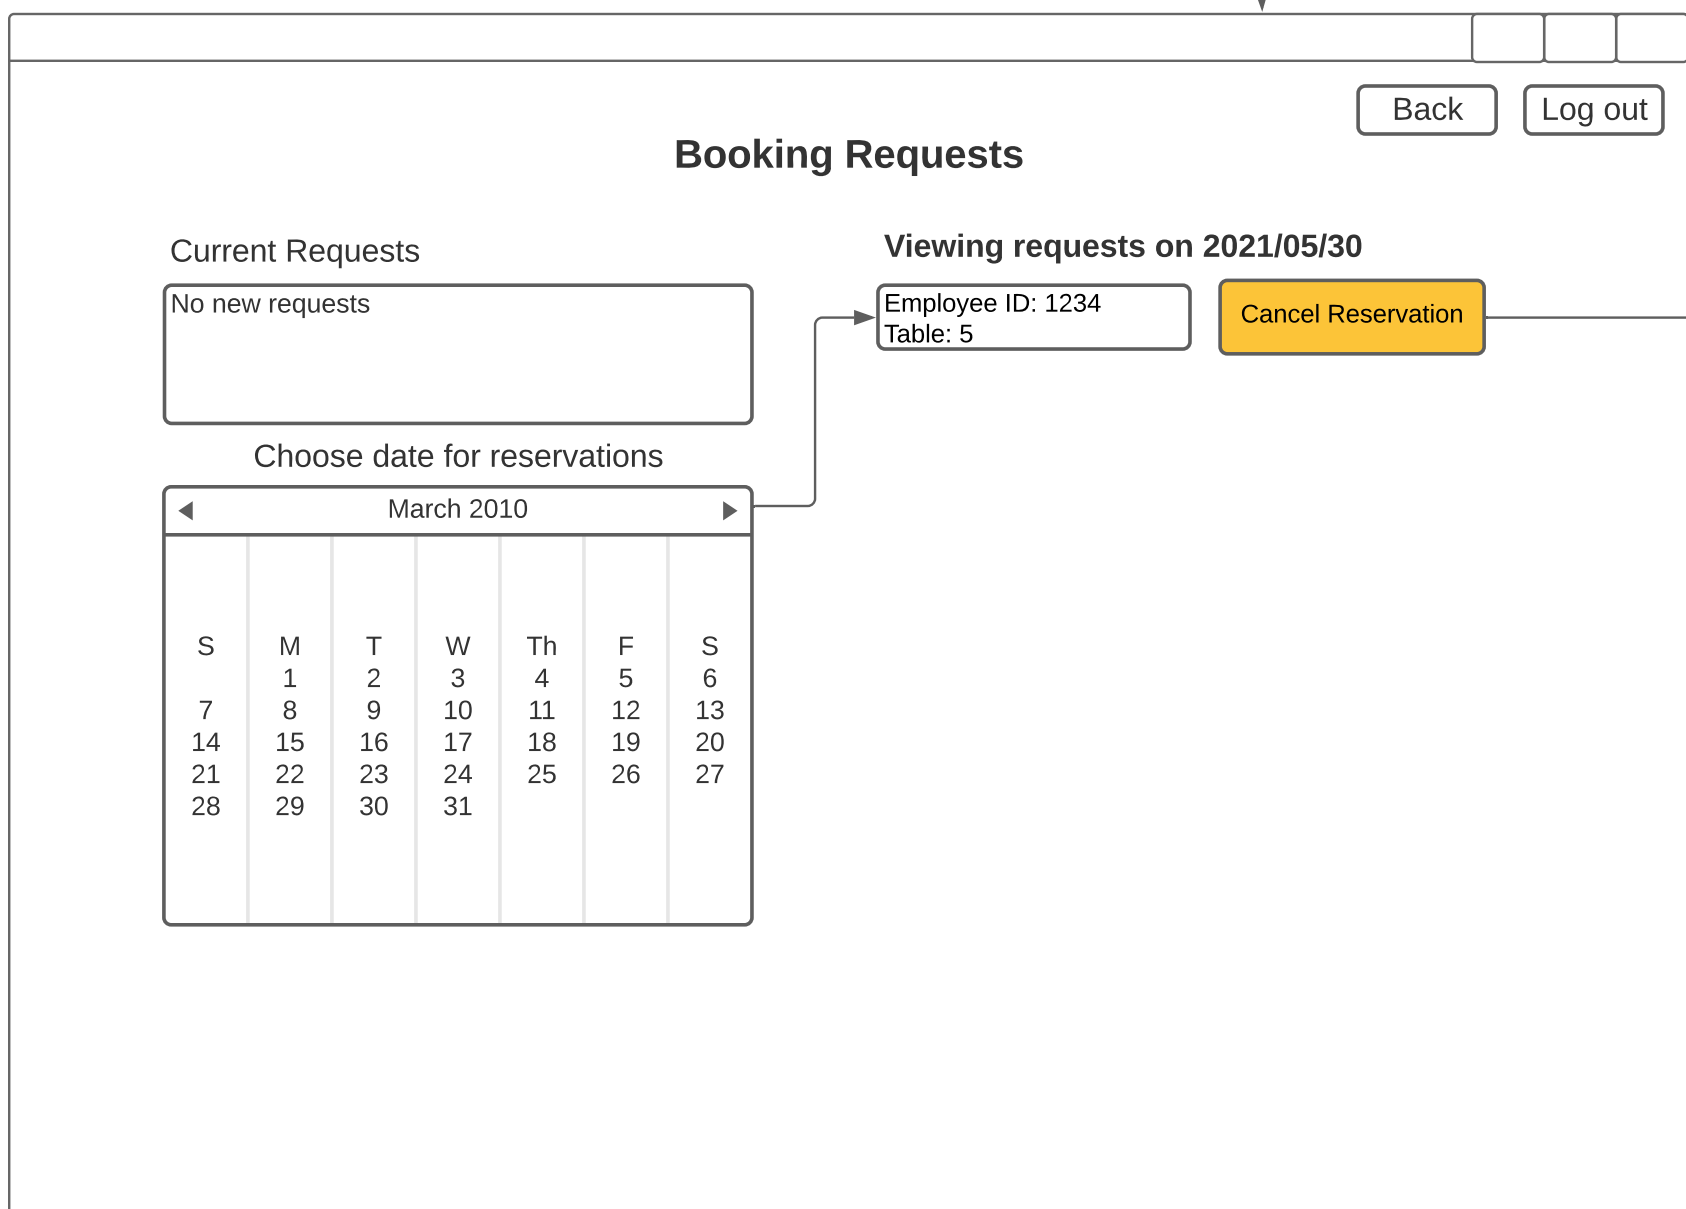 Back
Log out
Booking Requests
Current Requests
No new requests
Viewing requests on 2021/05/30
Employee ID: 1234
Table: 5
Cancel Reservation
Choose date for reservations
March 2010
S M T W Th F S
1 2 3 4 5 6
7 8 9 10 11 12 13
14 15 16 17 18 19 20
21 22 23 24 25 26 27
28 29 30 31